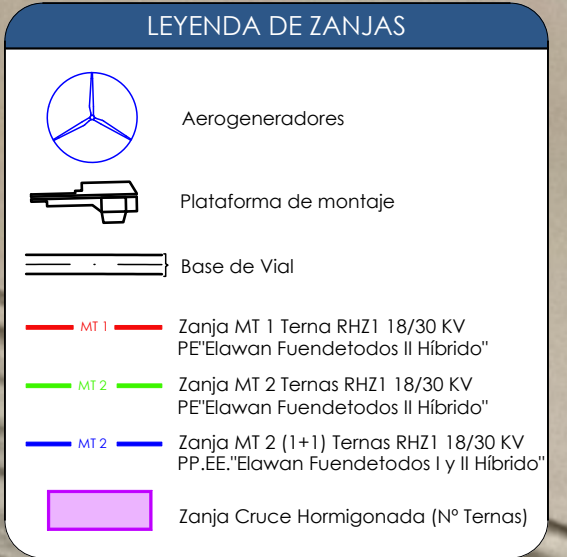 LEYENDA DE ZANJAS
Aerogeneradores
Plataforma de montaje
Base de Vial
MT 1
Zanja MT 1 Terna RHZ1 18/30 KV
PE"Elawan Fuendetodos II Híbrido"
MT 2
Zanja MT 2 Ternas RHZ1 18/30 KV
PE"Elawan Fuendetodos II Híbrido"
MT 2
Zanja MT 2 (1+1) Ternas RHZ1 18/30 KV
PP.EE."Elawan Fuendetodos I y II Híbrido"
Zanja Cruce Hormigonada (Nº Ternas)